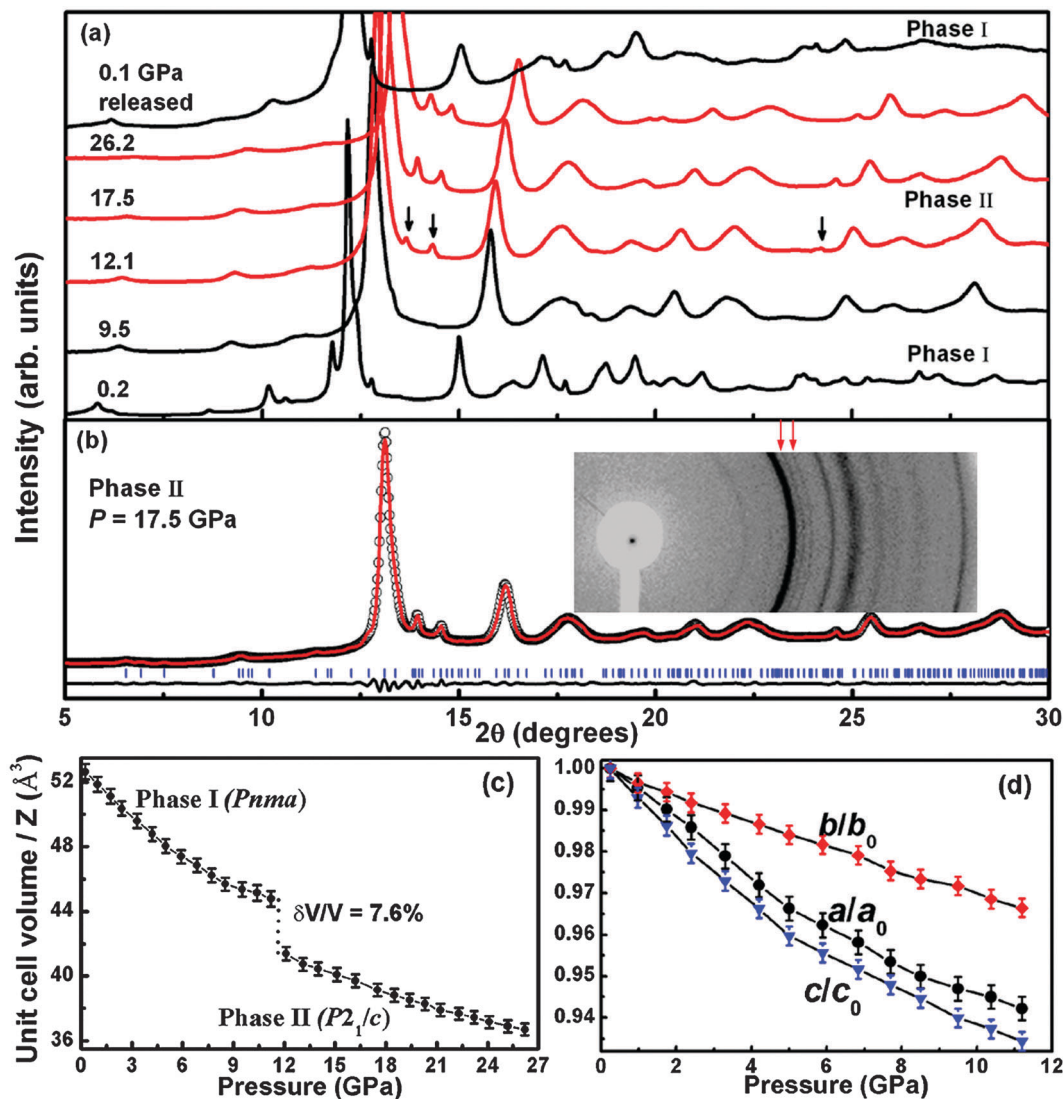 (a)
Phase I
0.1 GPa
released
26.2
17.5
Phase II
12.1
9.5
Phase I
0.2
Intensity (arb. units)
(b)
Phase II
P = 17.5 GPa
5 10 15 20 25 30
2θ (degrees)
(c)
Phase I (Pnma)
δV/V = 7.6%
Phase II (P2₁/c)
52
48
44
40
36
0 3 6 9 12 15 18 21 24 27
Unit cell volume / Z (Å³)
Pressure (GPa)
(d)
1.00
0.99
0.98
0.97
0.96
0.95
0.94
b/b₀
a/a₀
c/c₀
0 2 4 6 8 10 12
Pressure (GPa)